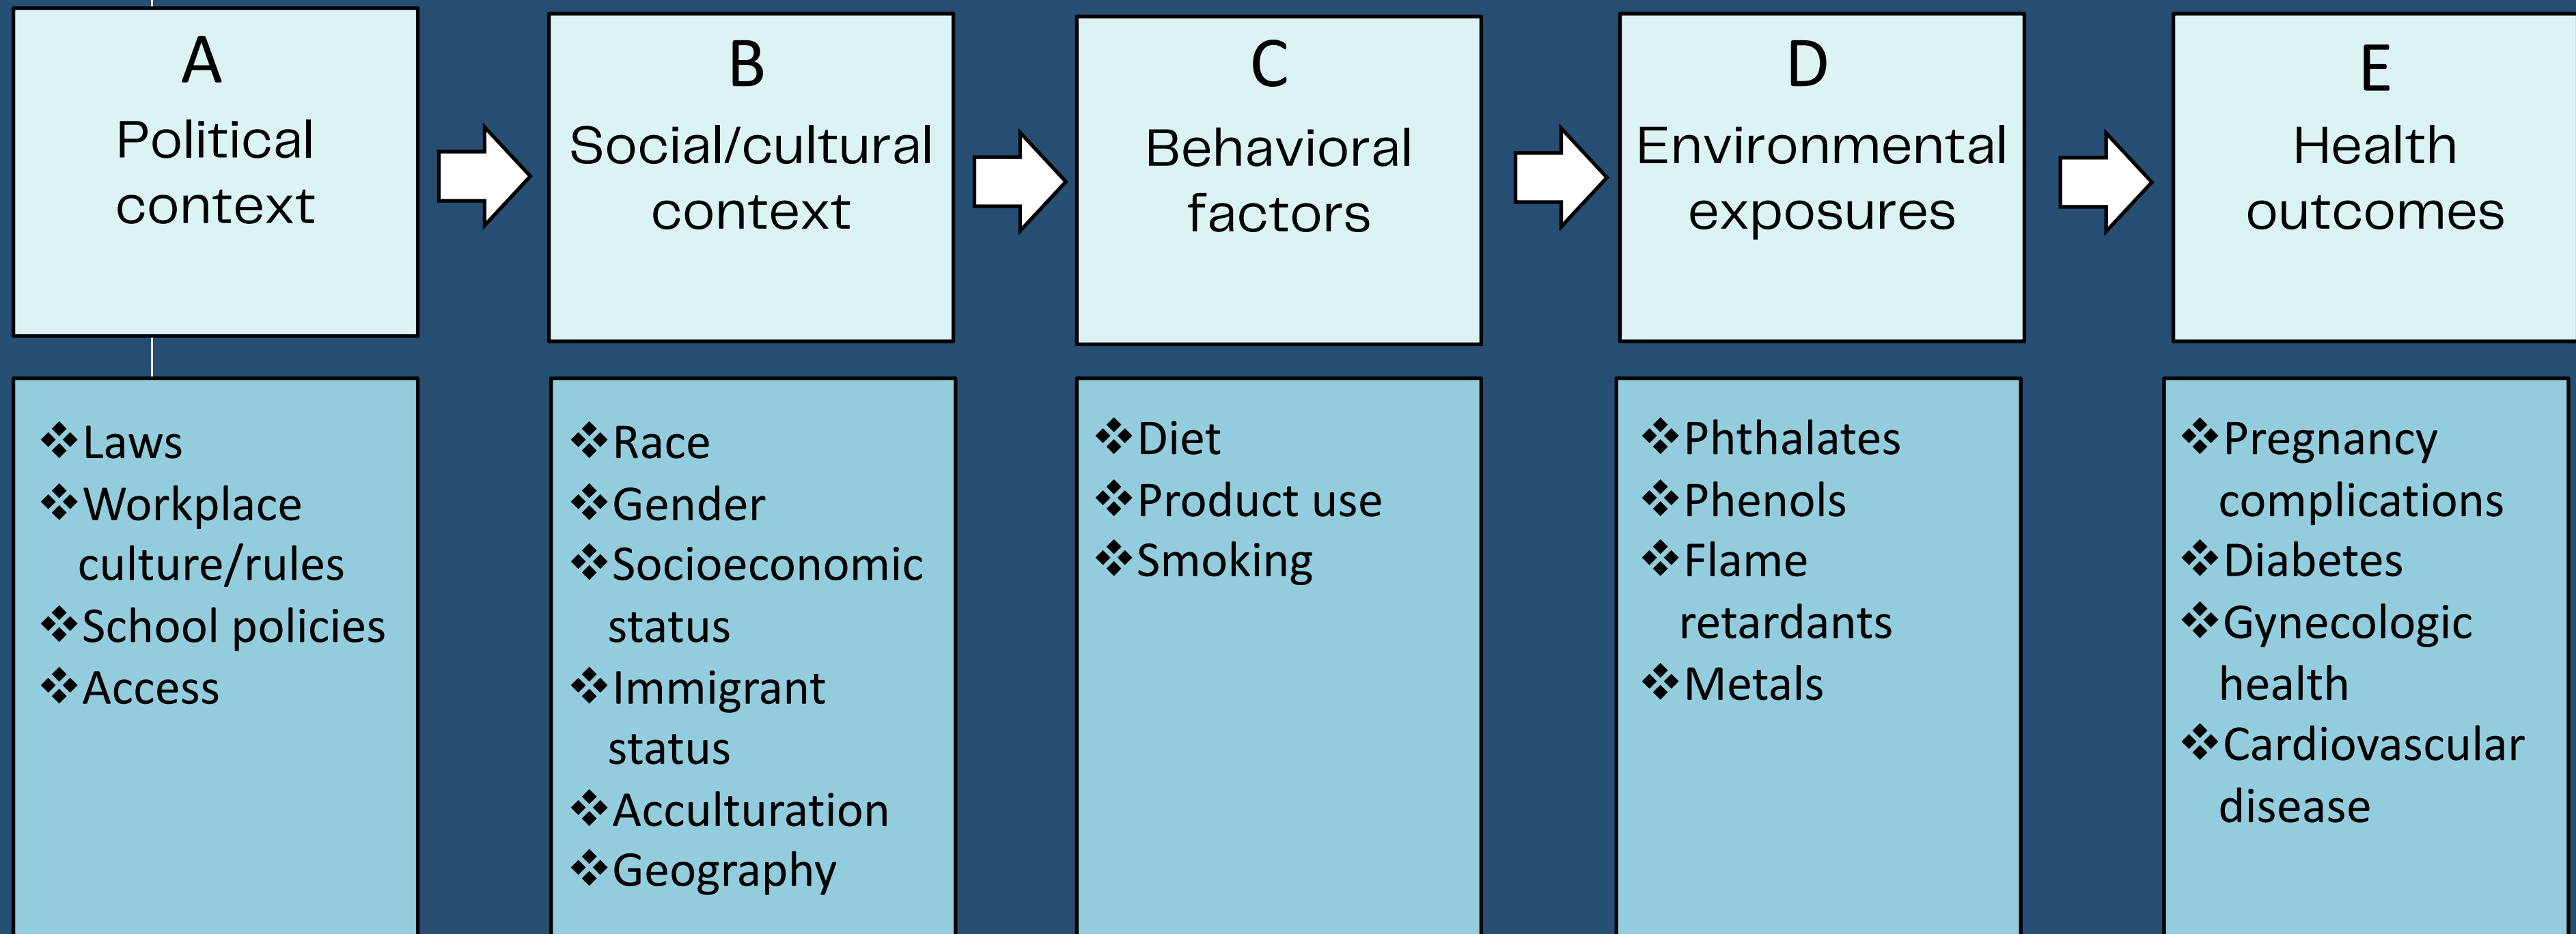 A
Political
context
B
Social/cultural
context
C
Behavioral
factors
D
Environmental
exposures
E
Health
outcomes
❖Laws
❖Workplace
culture/rules
❖School policies
❖Access
❖Race
❖Gender
❖Socioeconomic
status
❖Immigrant
status
❖Acculturation
❖Geography
❖Diet
❖Product use
❖Smoking
❖Phthalates
❖Phenols
❖Flame
retardants
❖Metals
❖Pregnancy
complications
❖Diabetes
❖Gynecologic
health
❖Cardiovascular
disease